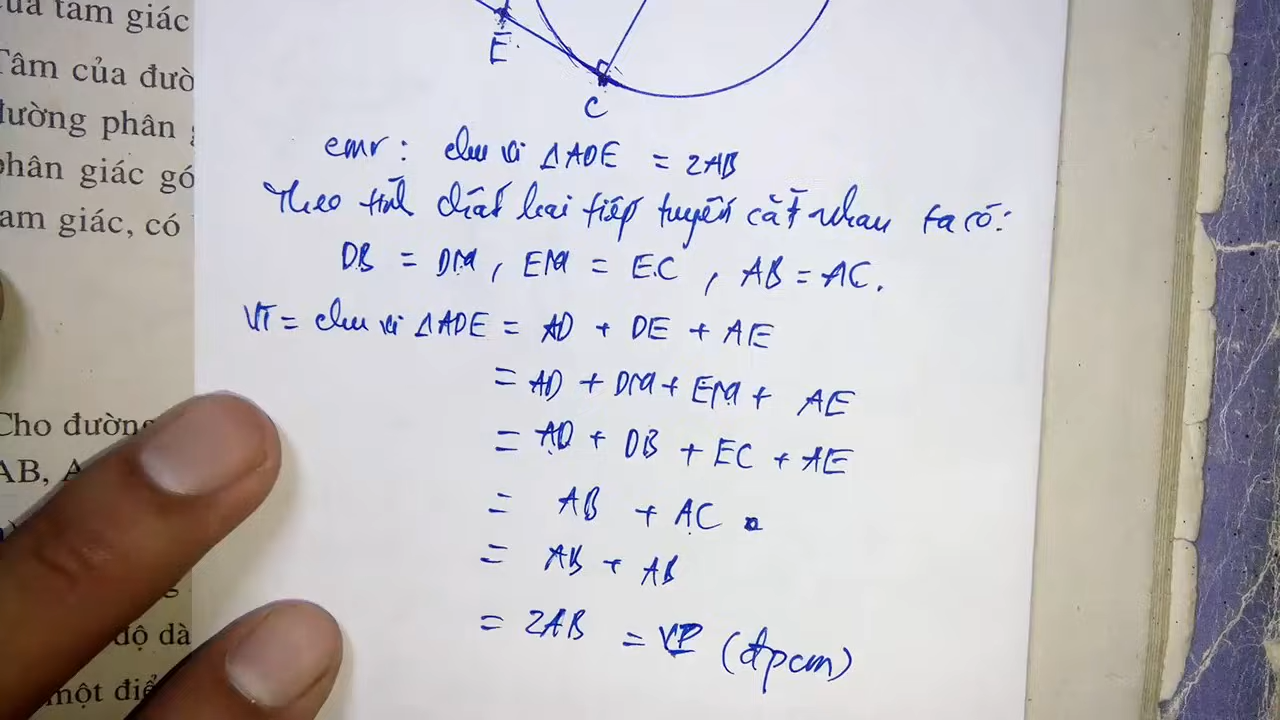 ủa tam giác
Tâm của đườ
đường phân g
phân giác gó
am giác, có
Cho đường
AB, A
độ dà
một điể
E
C
cmr: chu vi ΔADE = 2AB
Theo tính chất hai tiếp tuyến cắt nhau ta có:
DB = DM, EM = EC, AB = AC.
VT = chu vi ΔADE = AD + DE + AE
= AD + DM + EM + AE
= AD + DB + EC + AE
= AB + AC
= AB + AB
= 2AB = VP (đpcm)